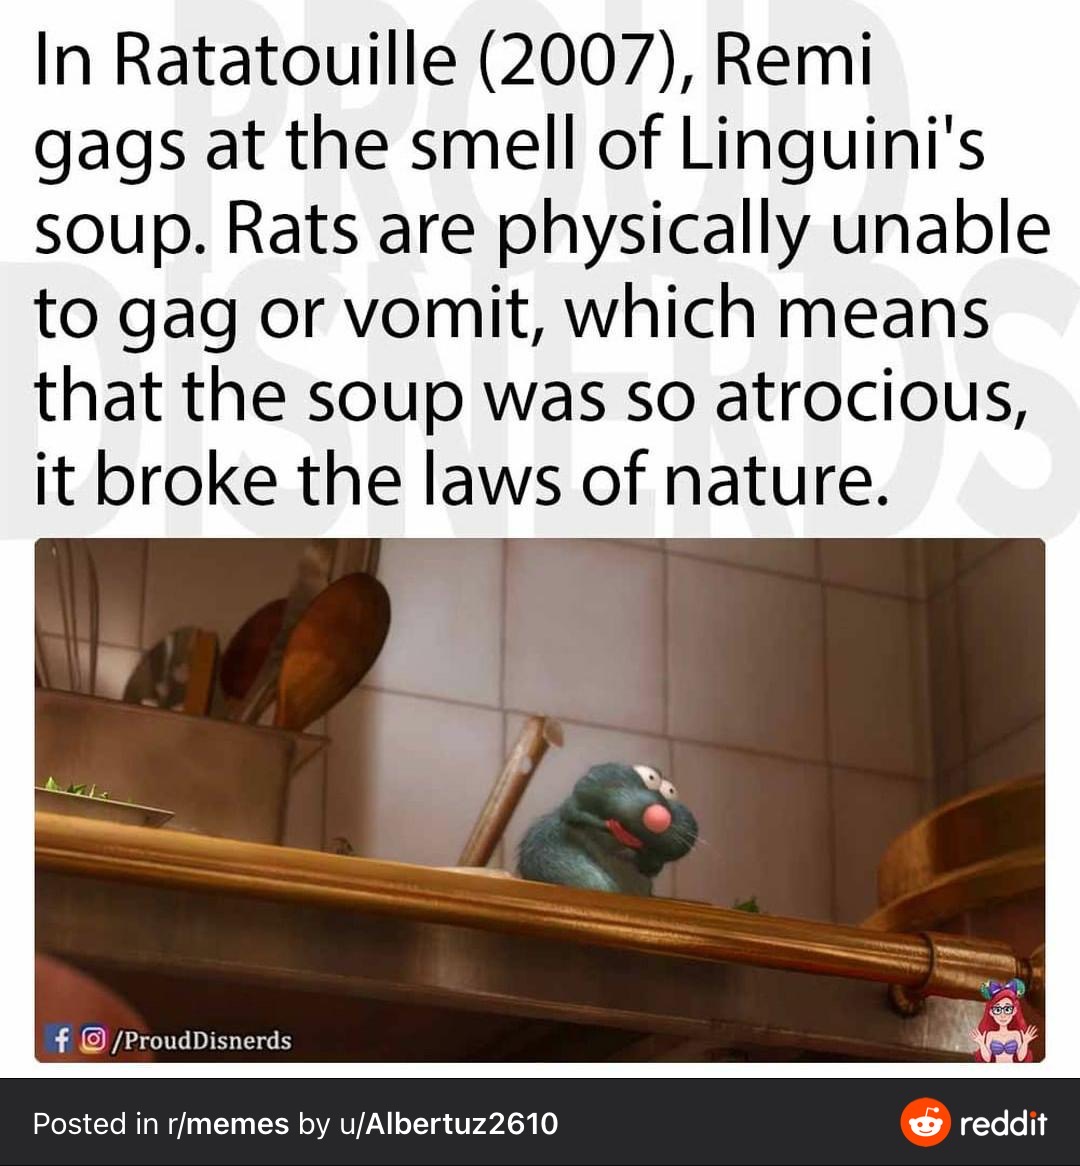 In Ratatouille (2007), Remi
gags at the smell of Linguini's
soup. Rats are physically unable
to gag or vomit, which means
that the soup was so atrocious,
it broke the laws of nature.
PROUD
DISNERDS
/ProudDisnerds
Posted in r/memes by u/Albertuz2610
reddit